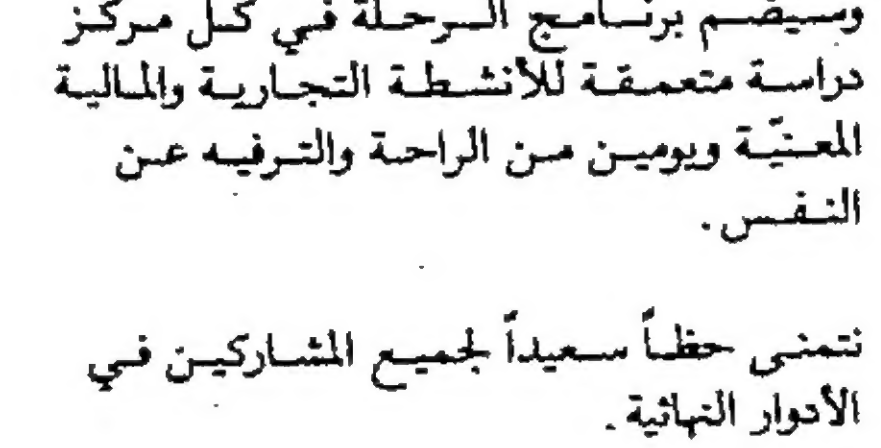 وسيضم برنامج الرحلة في كل مركز
دراسة متعمقة للأنشطة التجارية والمالية
المعنيّة ويومين من الراحة والترفيه عن
النفس.
نتمنى حظاً سعيداً لجميع المشاركين في
الأدوار النهائية.